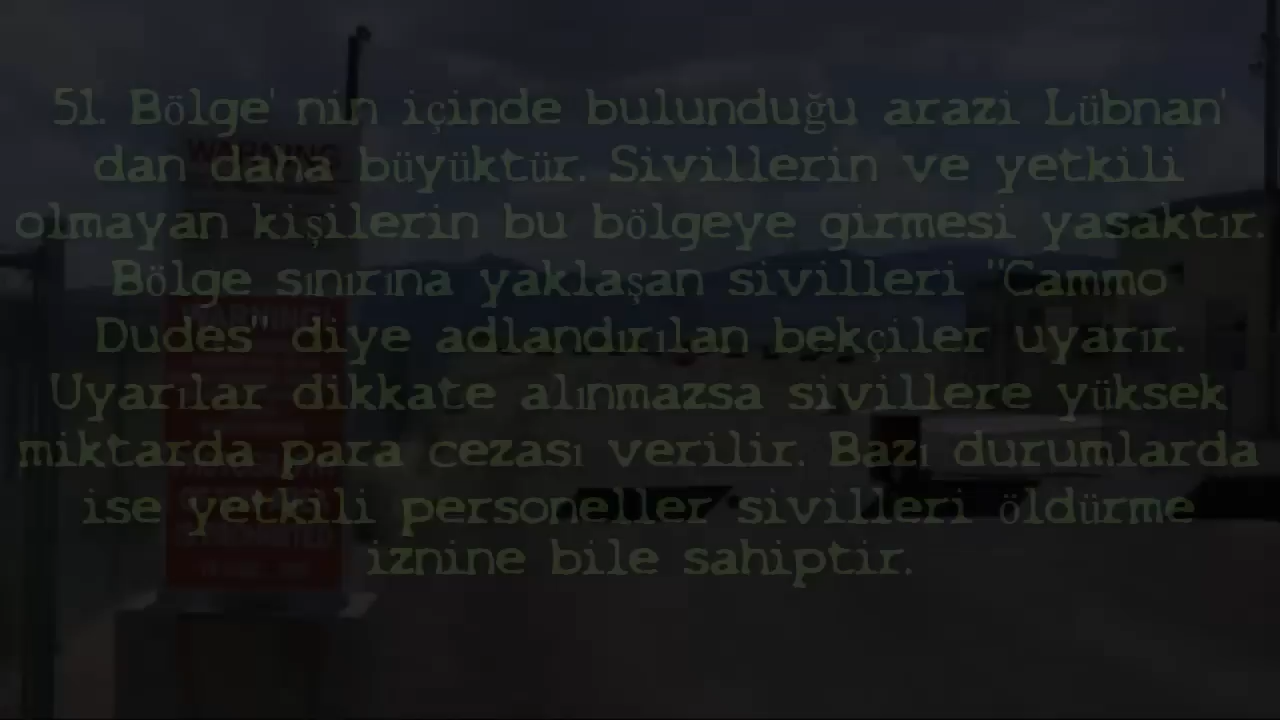 51. Bölge' nin içinde bulunduğu arazi Lübnan'
dan daha büyüktür. Sivillerin ve yetkili
olmayan kişilerin bu bölgeye girmesi yasaktır.
Bölge sınırına yaklaşan sivilleri "Cammo
Dudes" diye adlandırılan bekçiler uyarır.
Uyarılar dikkate alınmazsa sivillere yüksek
miktarda para cezası verilir. Bazı durumlarda
ise yetkili personeller sivilleri öldürme
iznine bile sahiptir.
WARNING
WARNING!